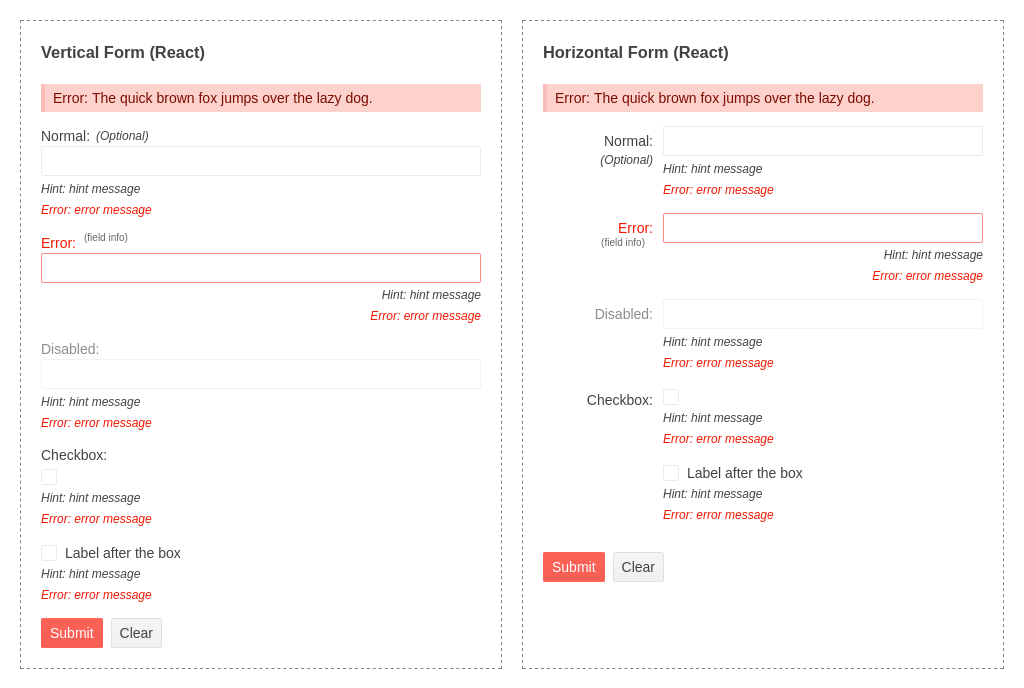 Vertical Form (React)
Error: The quick brown fox jumps over the lazy dog.
Normal: (Optional)
Hint: hint message
Error: error message
Error: (field info)
Hint: hint message
Error: error message
Disabled:
Hint: hint message
Error: error message
Checkbox:
Hint: hint message
Error: error message
Label after the box
Hint: hint message
Error: error message
Submit Clear
Horizontal Form (React)
Error: The quick brown fox jumps over the lazy dog.
Normal:
(Optional)
Hint: hint message
Error: error message
Error:
(field info)
Hint: hint message
Error: error message
Disabled:
Hint: hint message
Error: error message
Checkbox:
Hint: hint message
Error: error message
Label after the box
Hint: hint message
Error: error message
Submit Clear